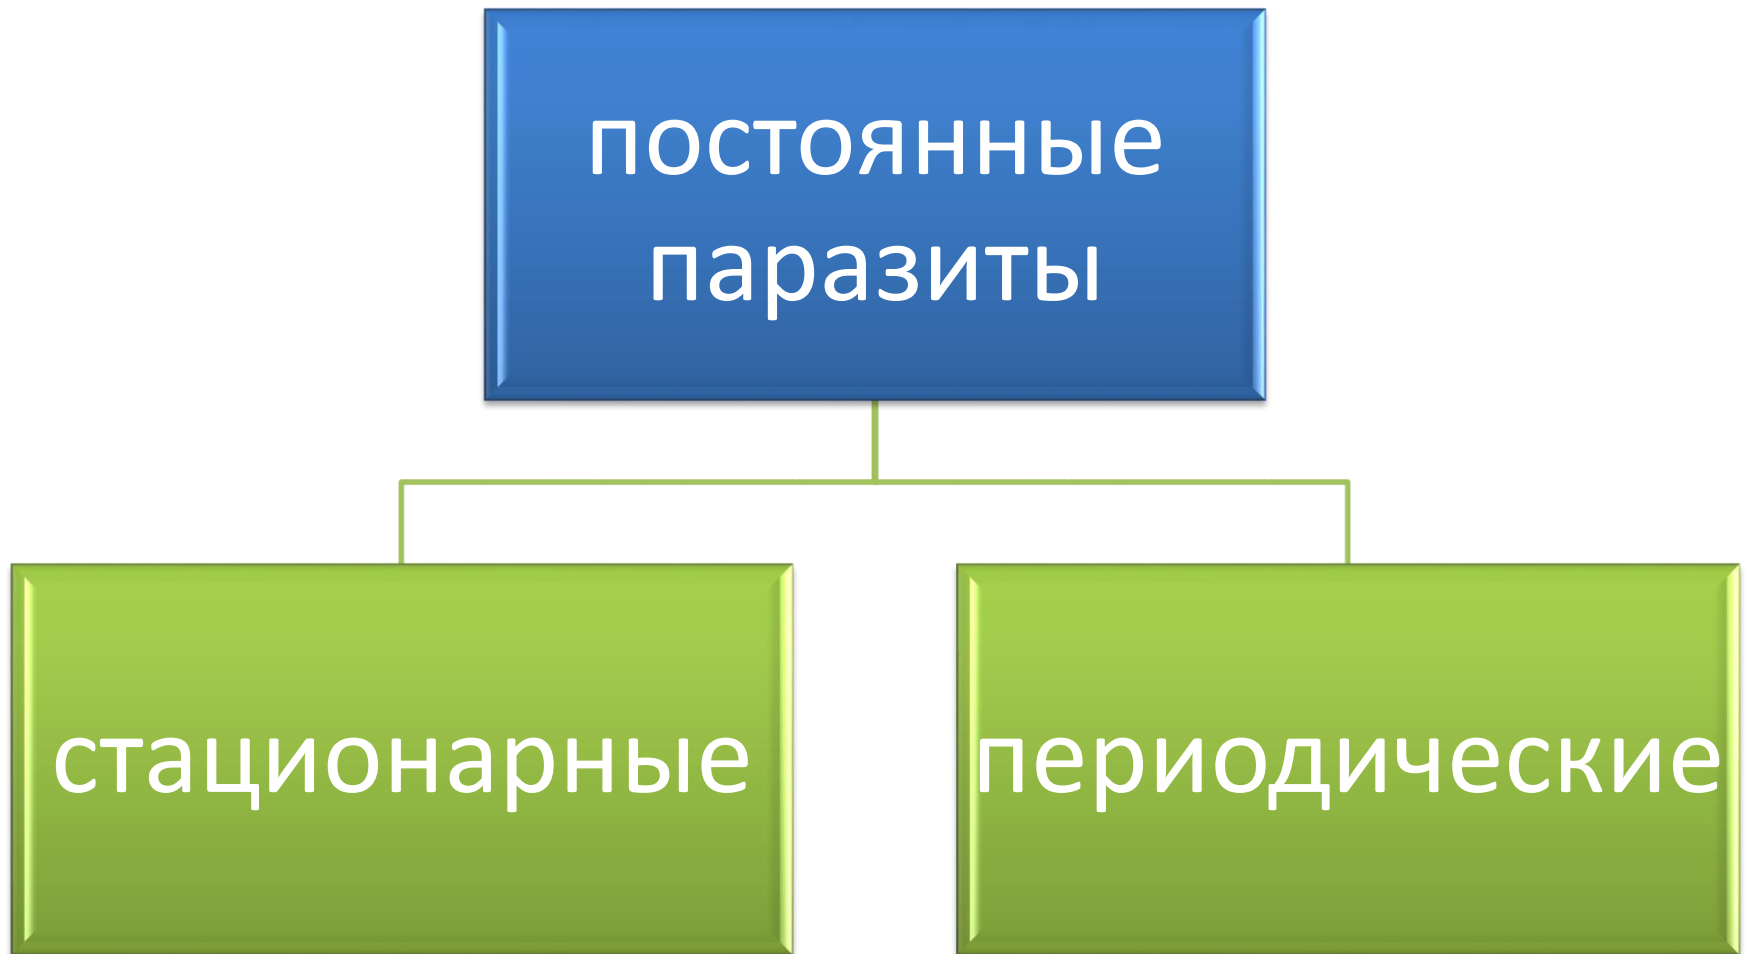 постоянные
паразиты
стационарные
периодические